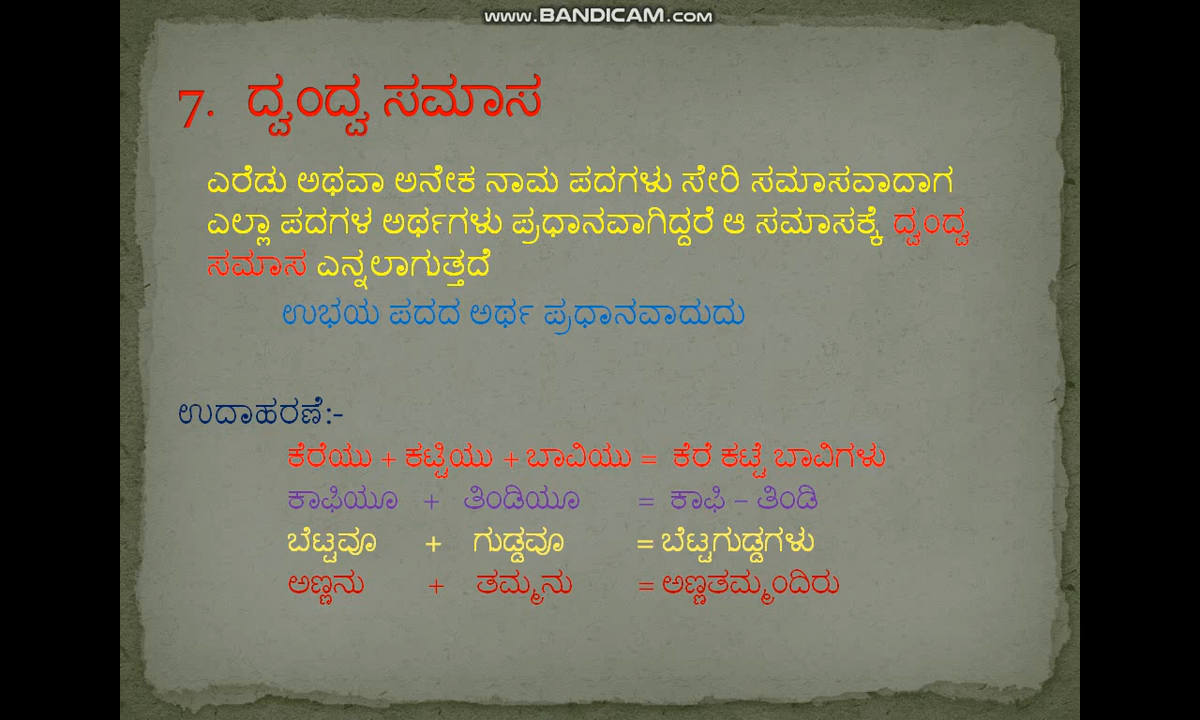 www.BANDICAM.com
7. ದ್ವಂದ್ವ ಸಮಾಸ
ಎರೆಡು ಅಥವಾ ಅನೇಕ ನಾಮ ಪದಗಳು ಸೇರಿ ಸಮಾಸವಾದಾಗ
ಎಲ್ಲಾ ಪದಗಳ ಅರ್ಥಗಳು ಪ್ರಧಾನವಾಗಿದ್ದರೆ ಆ ಸಮಾಸಕ್ಕೆ ದ್ವಂದ್ವ
ಸಮಾಸ ಎನ್ನಲಾಗುತ್ತದೆ
ಉಭಯ ಪದದ ಅರ್ಥ ಪ್ರಧಾನವಾದುದು
ಉದಾಹರಣೆ:-
ಕೆರೆಯು + ಕಟ್ಟಿಯು + ಬಾವಿಯು = ಕೆರೆ ಕಟ್ಟೆ ಬಾವಿಗಳು
ಕಾಫಿಯೂ + ತಿಂಡಿಯೂ = ಕಾಫಿ – ತಿಂಡಿ
ಬೆಟ್ಟವೂ + ಗುಡ್ಡವೂ = ಬೆಟ್ಟಗುಡ್ಡಗಳು
ಅಣ್ಣನು + ತಮ್ಮನು = ಅಣ್ಣತಮ್ಮಂದಿರು